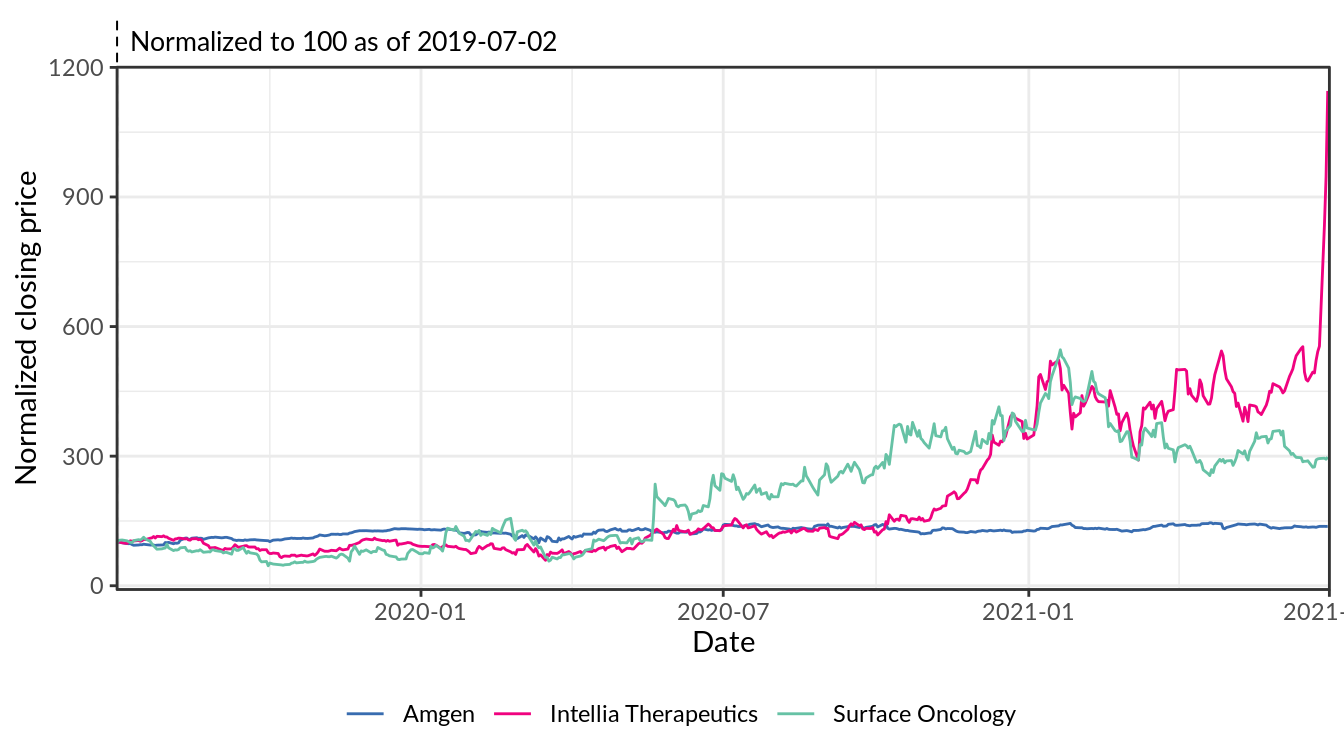 Normalized to 100 as of 2019-07-02
1200
900
600
300
0
Normalized closing price
2020-01
2020-07
2021-01
2021-
Date
Amgen
Intellia Therapeutics
Surface Oncology